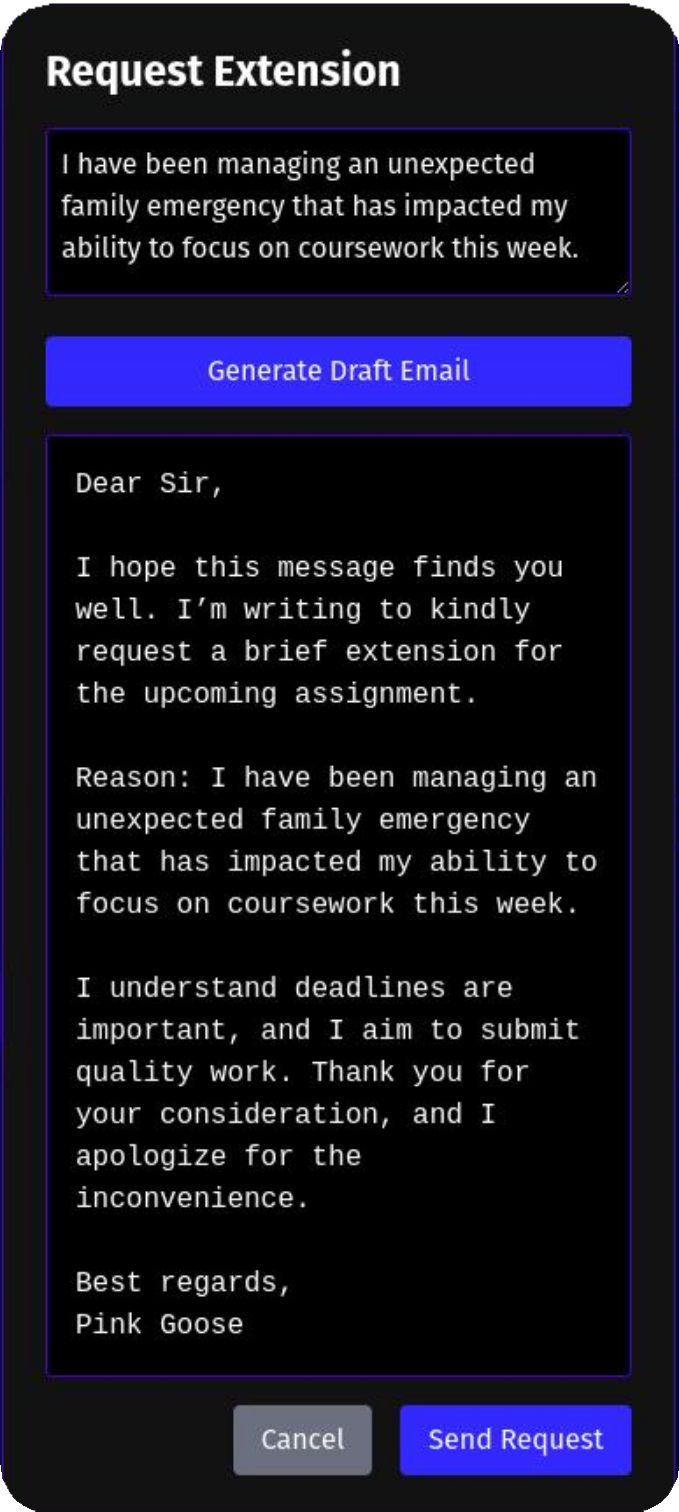 Request Extension
I have been managing an unexpected
family emergency that has impacted my
ability to focus on coursework this week.
Generate Draft Email
Dear Sir,
I hope this message finds you
well. I’m writing to kindly
request a brief extension for
the upcoming assignment.
Reason: I have been managing an
unexpected family emergency
that has impacted my ability to
focus on coursework this week.
I understand deadlines are
important, and I aim to submit
quality work. Thank you for
your consideration, and I
apologize for the
inconvenience.
Best regards,
Pink Goose
Cancel
Send Request